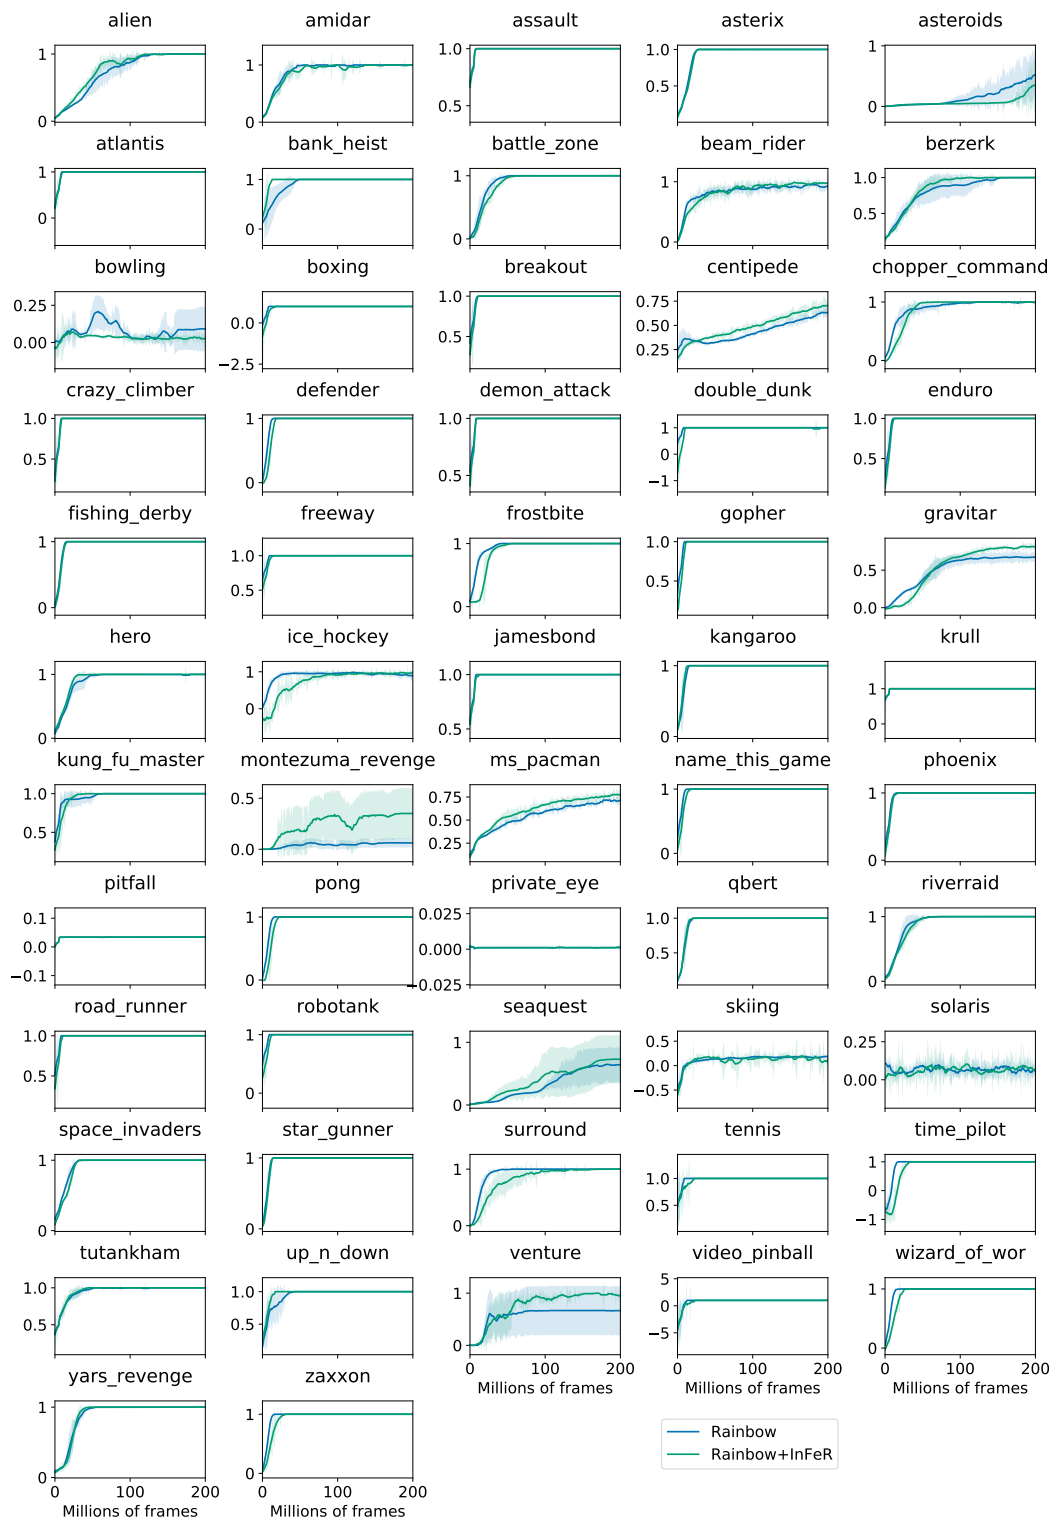 alien amidar assault asterix asteroids
1 0
1 0
1.0 0.5
1.0 0.5
1 0
atlantis bank_heist battle_zone beam_rider berzerk
1 0
1 0
1 0
1 0
1.0 0.5
bowling boxing breakout centipede chopper_command
0.25 0.00
0.0 −2.5
1.0 0.5
0.75 0.50 0.25
1 0
crazy_climber defender demon_attack double_dunk enduro
1.0 0.5
1 0
1.0 0.5
1 0 −1
1.0 0.5
fishing_derby freeway frostbite gopher gravitar
1 0
1.0 0.5
1 0
1.0 0.5
0.5 0.0
hero ice_hockey jamesbond kangaroo krull
1 0
1 0
1.0 0.5
1 0
1 0
kung_fu_master montezuma_revenge ms_pacman name_this_game phoenix
1.0 0.5
0.5 0.0
0.75 0.50 0.25
1 0
1 0
pitfall pong private_eye qbert riverraid
0.1 0.0 −0.1
1 0
0.025 0.000 −0.025
1.0 0.5
1 0
road_runner robotank seaquest skiing solaris
1.0 0.5
1.0 0.5 0.0
1 0
0.5 0.0 −0.5
0.25 0.00
space_invaders star_gunner surround tennis time_pilot
1 0
1 0
1 0
1.0 0.5
1 0 −1
tutankham up_n_down venture video_pinball wizard_of_wor
1.0 0.5
1.0 0.5
1 0
5 0 −5
1 0
0 100 200 0 100 200 0 100 200
Millions of frames Millions of frames Millions of frames
yars_revenge zaxxon
1 0
1 0
0 100 200 0 100 200
Millions of frames Millions of frames
Rainbow
Rainbow+InFeR